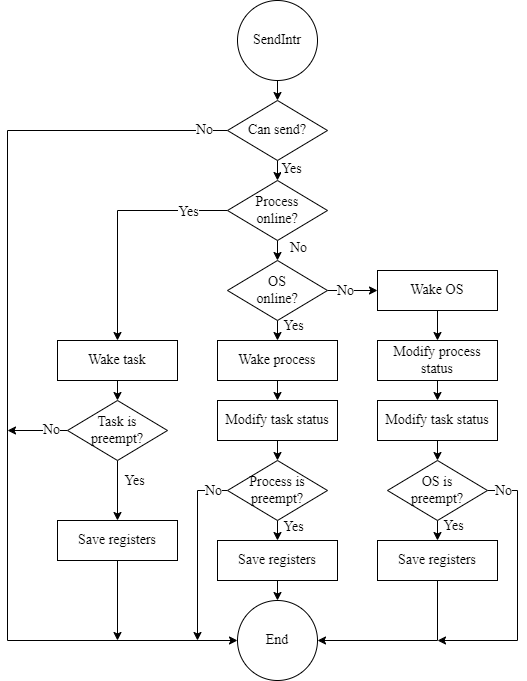 SendIntr
No
Can send?
Yes
Yes
Process
online?
No
OS
online?
No
Wake OS
Yes
Wake task
Wake process
Modify process
status
No
Task is
preempt?
Modify task status
Modify task status
Yes
No
Process is
preempt?
OS is
preempt?
No
Yes
Yes
Save registers
Save registers
Save registers
End